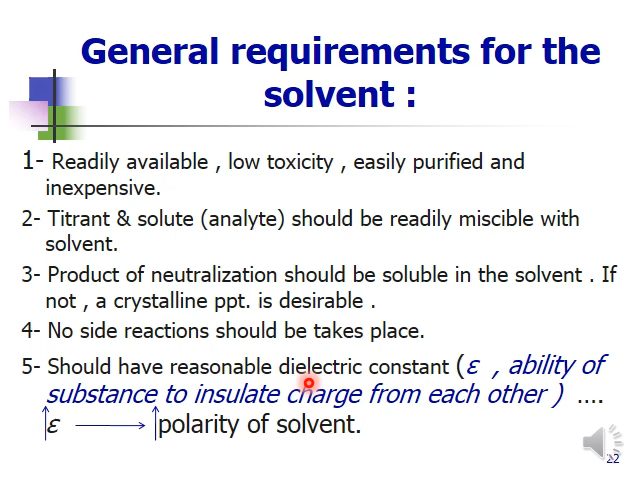 General requirements for the
solvent :
1- Readily available , low toxicity , easily purified and
inexpensive.
2- Titrant & solute (analyte) should be readily miscible with
solvent.
3- Product of neutralization should be soluble in the solvent . If
not , a crystalline ppt. is desirable .
4- No side reactions should be takes place.
5- Should have reasonable dielectric constant (ε , ability of
substance to insulate charge from each other ) ….
↑ε ⟶ ↑polarity of solvent.
22